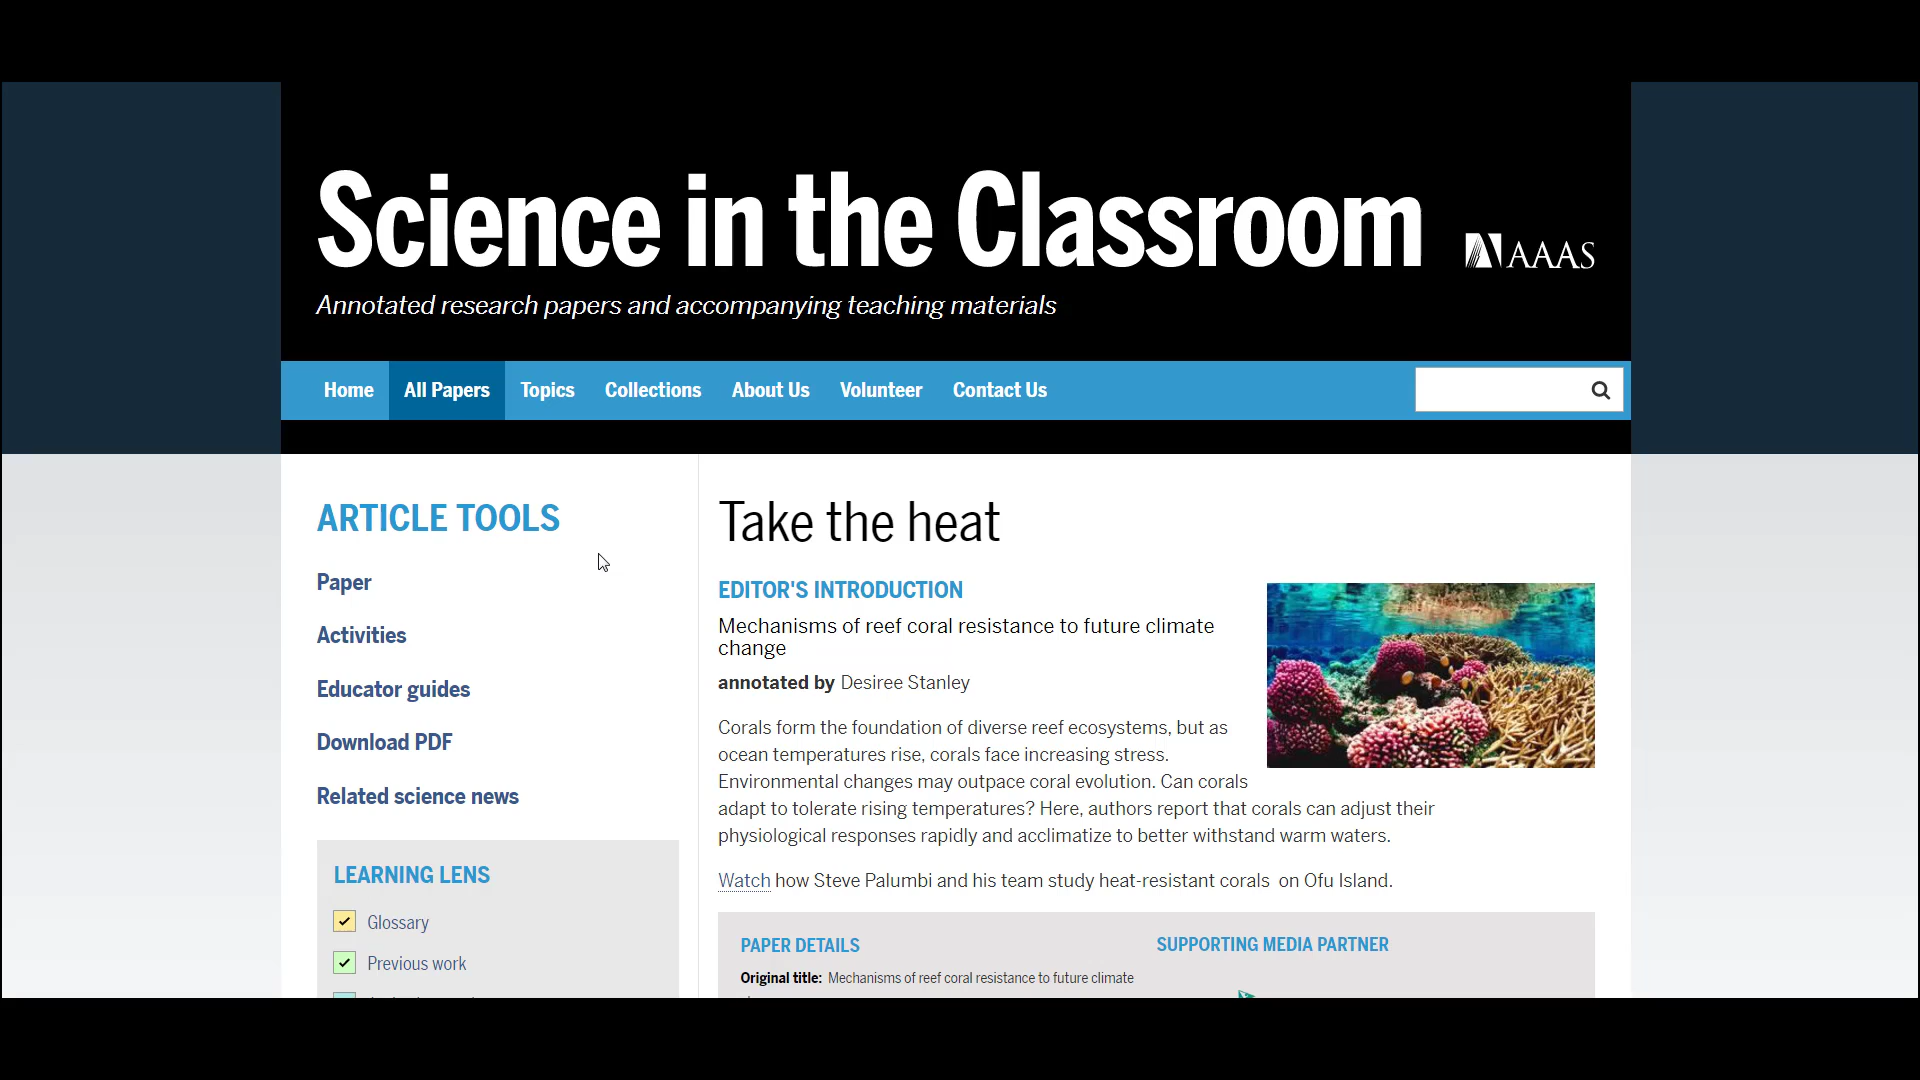 Science in the Classroom
AAAS
Annotated research papers and accompanying teaching materials
Home All Papers Topics Collections About Us Volunteer Contact Us
ARTICLE TOOLS
Paper
Activities
Educator guides
Download PDF
Related science news
LEARNING LENS
Glossary
Previous work
Take the heat
EDITOR'S INTRODUCTION
Mechanisms of reef coral resistance to future climate
change
annotated by Desiree Stanley
Corals form the foundation of diverse reef ecosystems, but as
ocean temperatures rise, corals face increasing stress.
Environmental changes may outpace coral evolution. Can corals
adapt to tolerate rising temperatures? Here, authors report that corals can adjust their
physiological responses rapidly and acclimatize to better withstand warm waters.
Watch how Steve Palumbi and his team study heat-resistant corals on Ofu Island.
PAPER DETAILS
Original title: Mechanisms of reef coral resistance to future climate
SUPPORTING MEDIA PARTNER